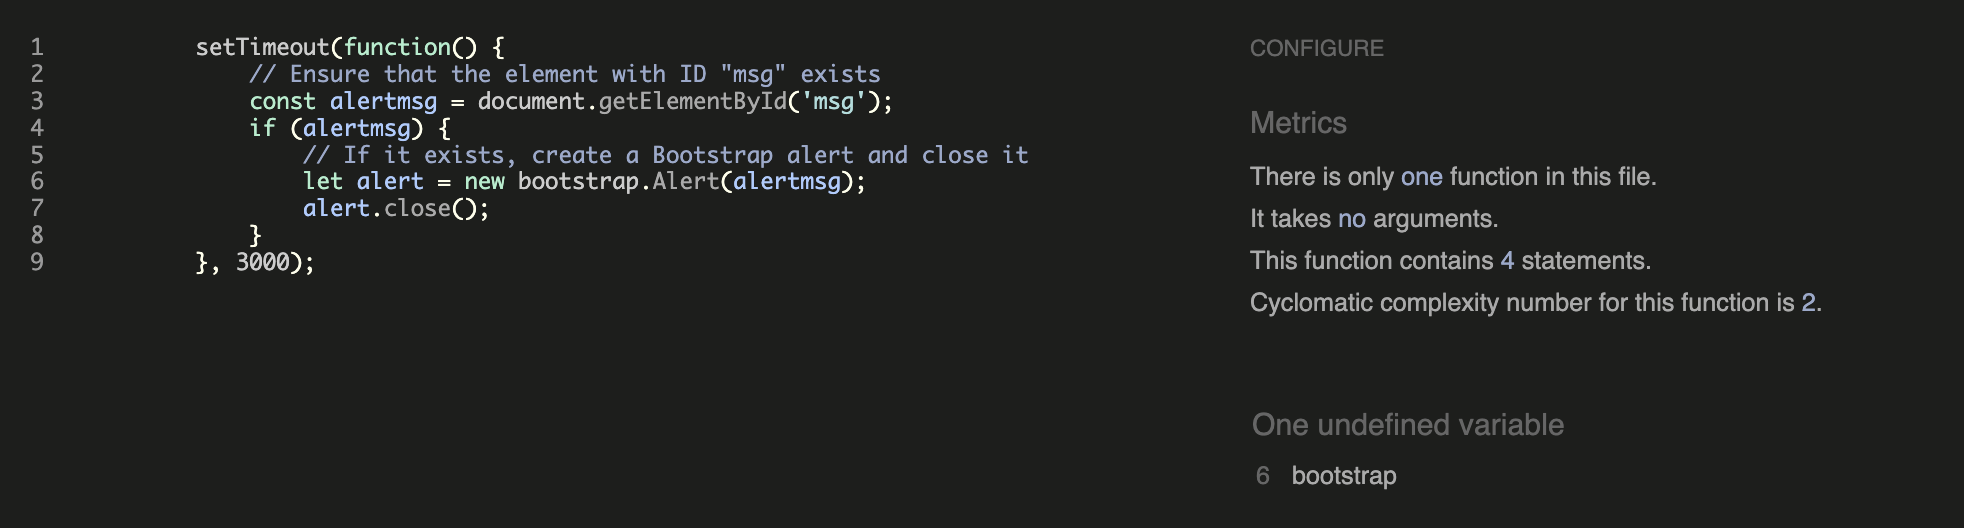 1 setTimeout(function() {
2 // Ensure that the element with ID "msg" exists
3 const alertmsg = document.getElementById('msg');
4 if (alertmsg) {
5 // If it exists, create a Bootstrap alert and close it
6 let alert = new bootstrap.Alert(alertmsg);
7 alert.close();
8 }
9 }, 3000);
CONFIGURE
Metrics
There is only one function in this file.
It takes no arguments.
This function contains 4 statements.
Cyclomatic complexity number for this function is 2.
One undefined variable
6 bootstrap